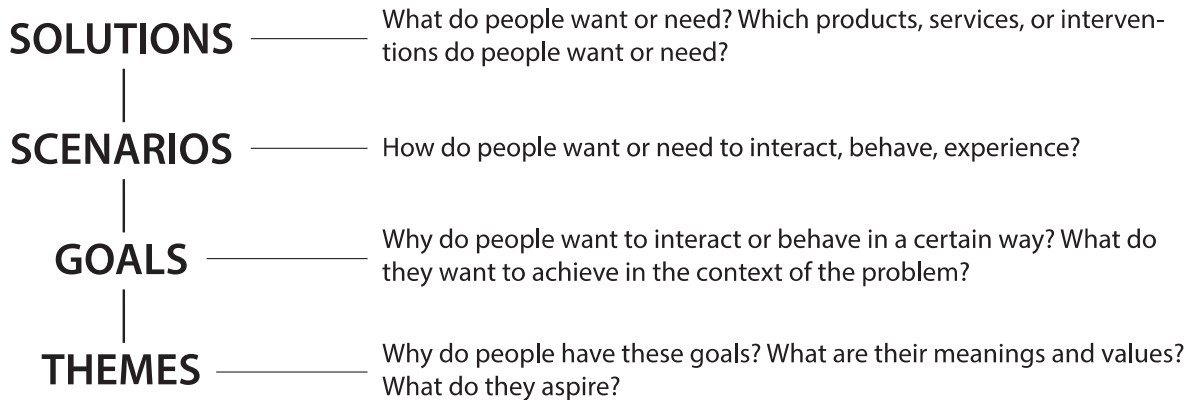 SOLUTIONS
What do people want or need? Which products, services, or interven-
tions do people want or need?
SCENARIOS
How do people want or need to interact, behave, experience?
GOALS
Why do people want to interact or behave in a certain way? What do
they want to achieve in the context of the problem?
THEMES
Why do people have these goals? What are their meanings and values?
What do they aspire?